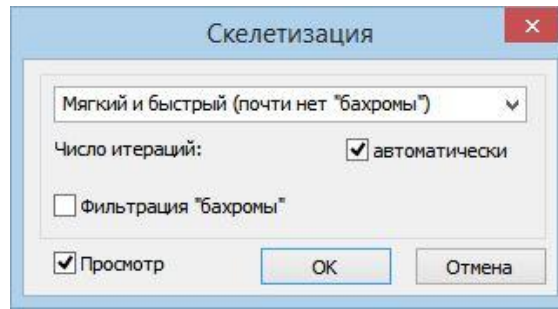 Скелетизация
Мягкий и быстрый (почти нет "бахромы")
Число итераций: автоматически
Фильтрация "бахромы"
Просмотр OK Отмена